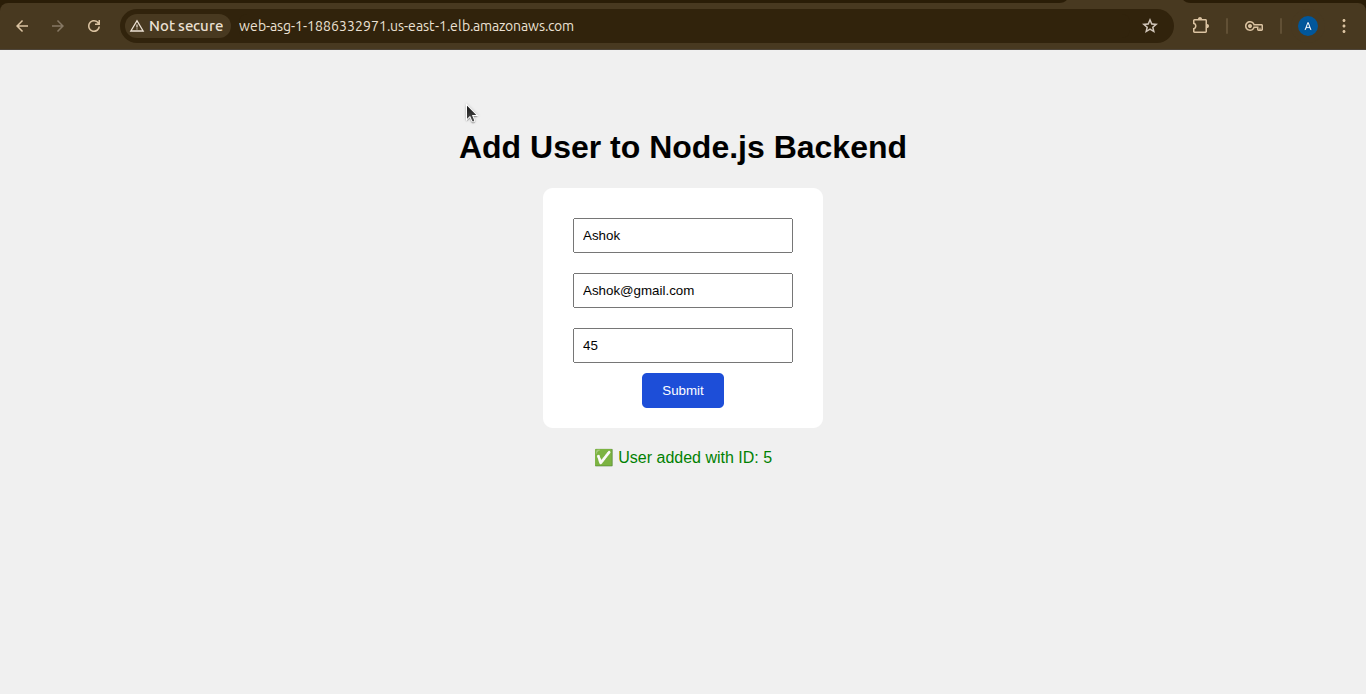 Not secure web-asg-1-1886332971.us-east-1.elb.amazonaws.com A
Add User to Node.js Backend
Ashok
Ashok@gmail.com
45
Submit
✅ User added with ID: 5